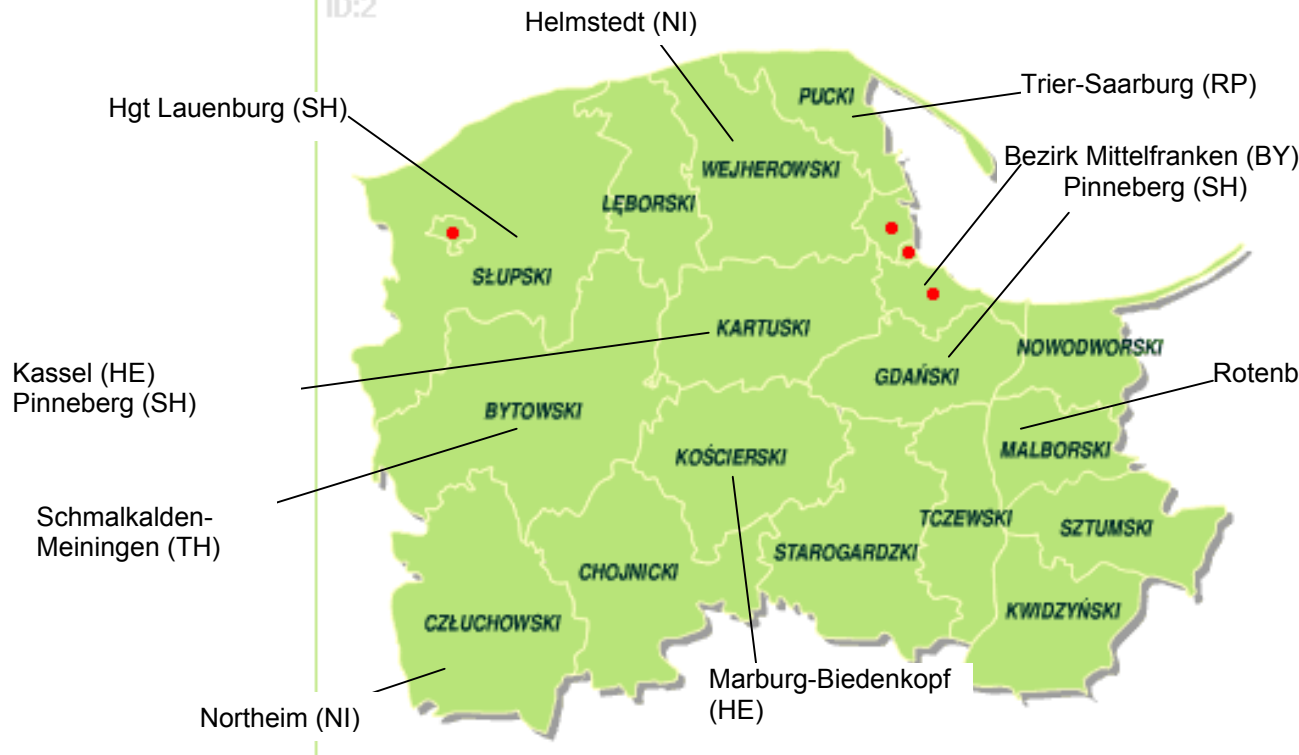 ID:2
Helmstedt (NI)
Hgt Lauenburg (SH)
PUCKI
Trier-Saarburg (RP)
WEJHEROWSKI
Bezirk Mittelfranken (BY)
Pinneberg (SH)
LĘBORSKI
SŁUPSKI
KARTUSKI
NOWODWORSKI
GDAŃSKI
Kassel (HE)
Pinneberg (SH)
Rotenb
BYTOWSKI
KOŚCIERSKI
MALBORSKI
Schmalkalden-
Meiningen (TH)
TCZEWSKI
SZTUMSKI
STAROGARDZKI
CHOJNICKI
CZŁUCHOWSKI
KWIDZYŃSKI
Marburg-Biedenkopf
(HE)
Northeim (NI)